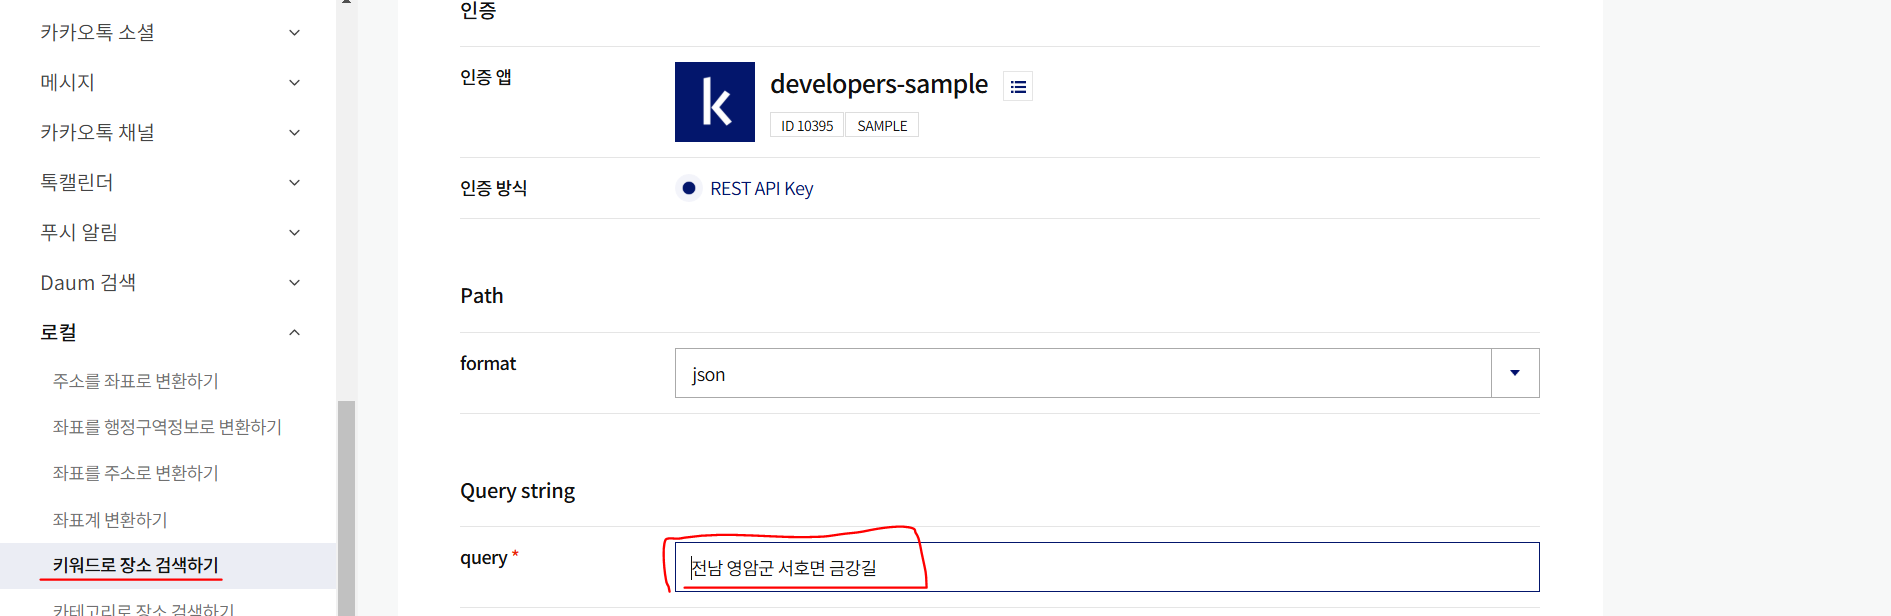 카카오톡 소셜
메시지
카카오톡 채널
톡캘린더
푸시 알림
Daum 검색
로컬
주소를 좌표로 변환하기
좌표를 행정구역정보로 변환하기
좌표를 주소로 변환하기
좌표계 변환하기
키워드로 장소 검색하기
카테고리로 장소 검색하기
인증
인증 앱
k
developers-sample
ID 10395 SAMPLE
인증 방식
REST API Key
Path
format
json
Query string
query *
전남 영암군 서호면 금강길